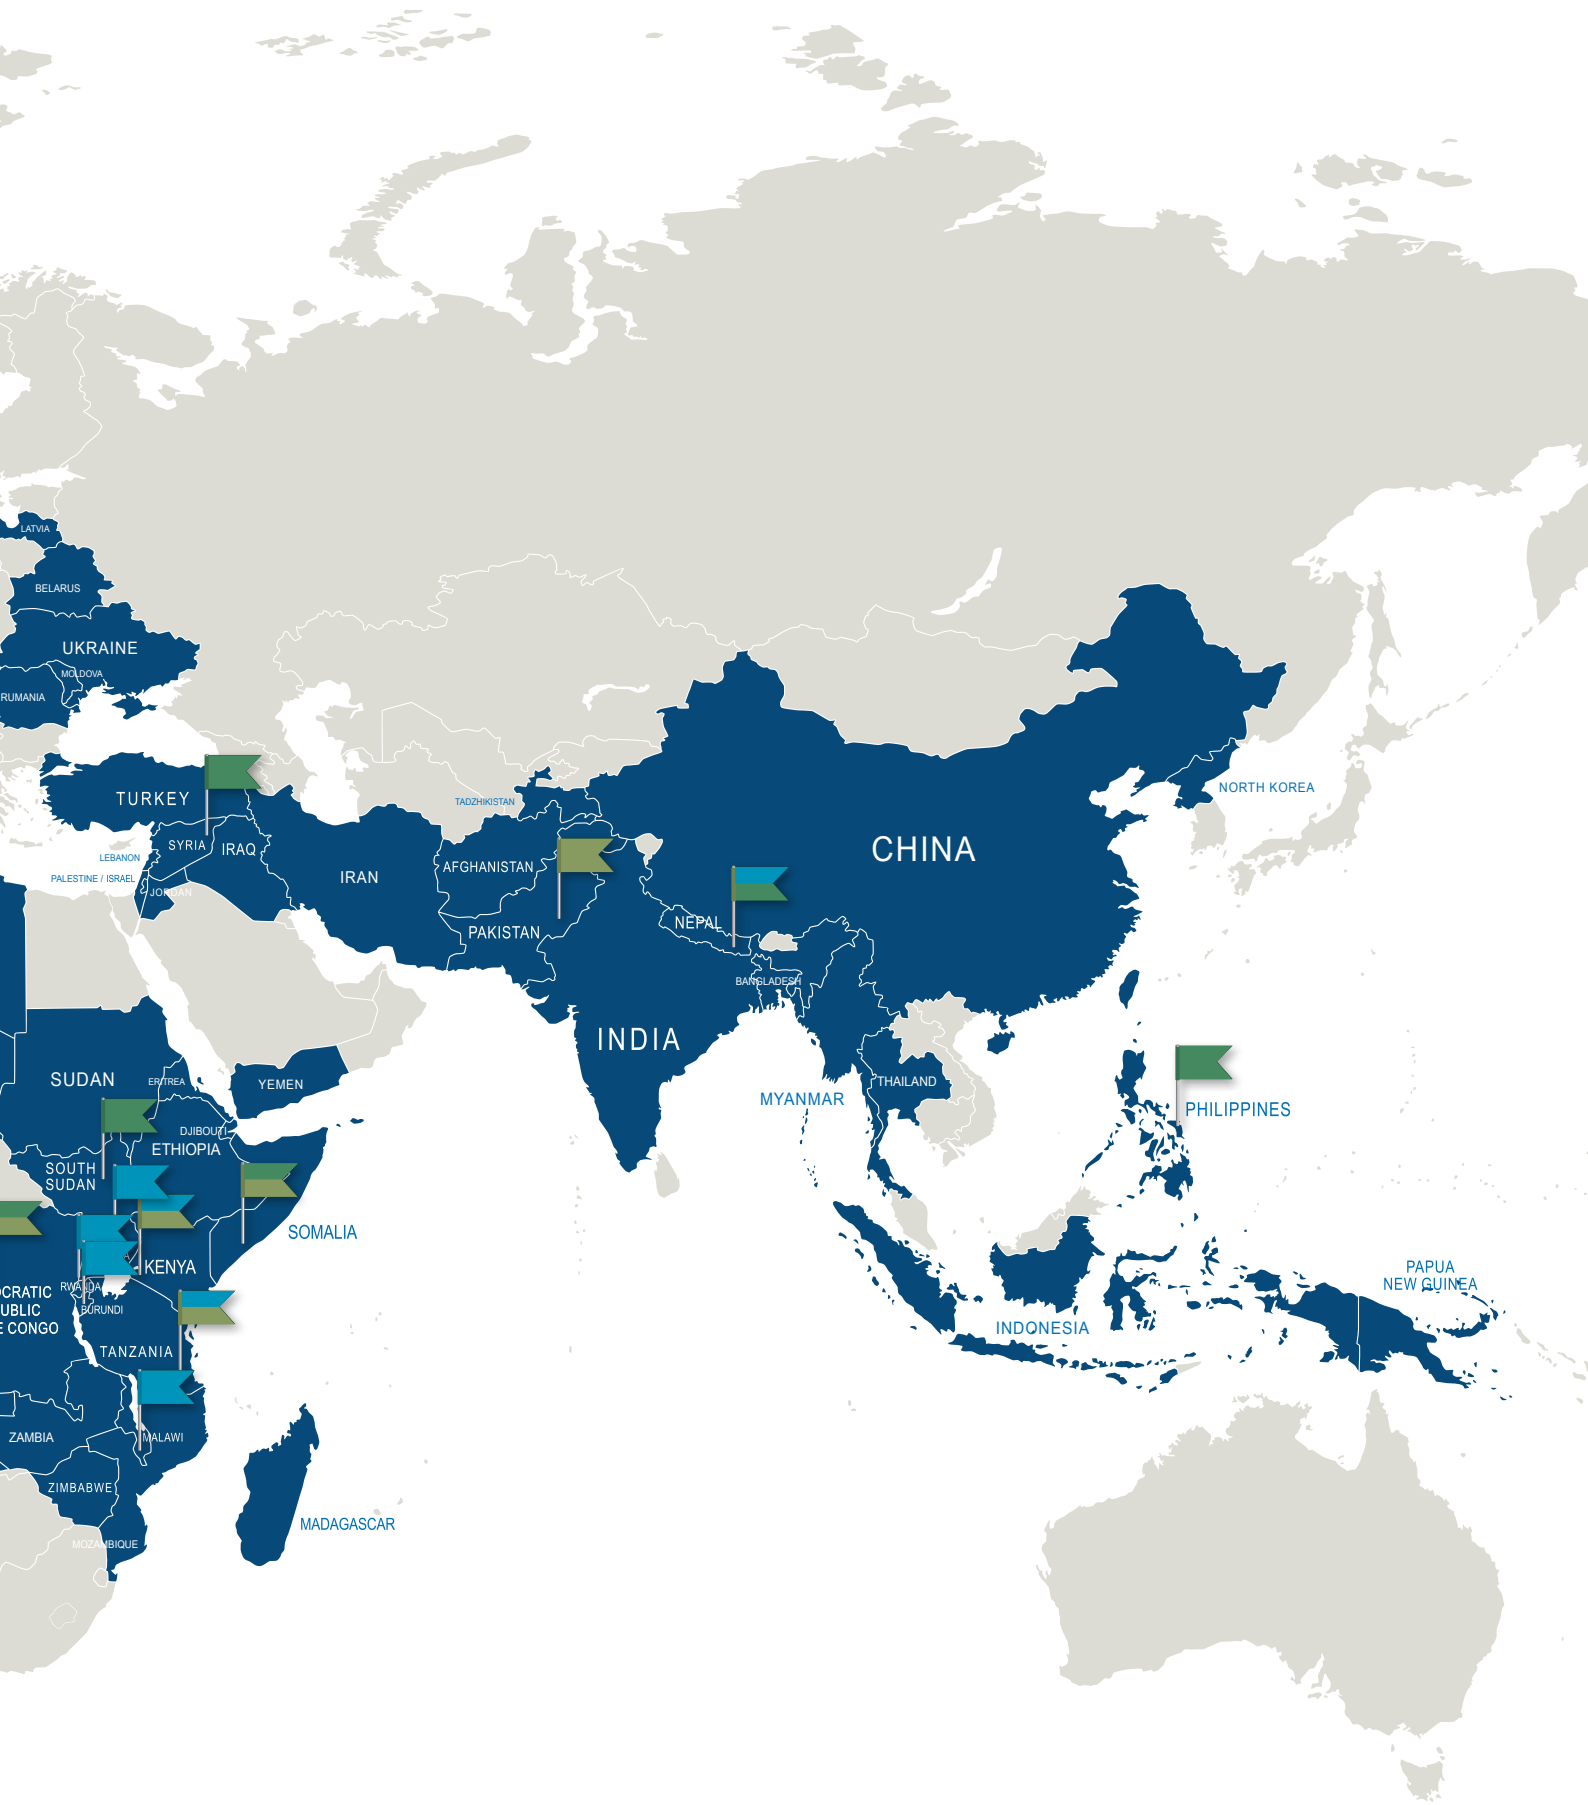 LATVIA
BELARUS
UKRAINE
MOLDOVA
RUMANIA
NORTH KOREA
TURKEY
TADZHIKISTAN
SYRIA
IRAQ
CHINA
LEBANON
AFGHANISTAN
PALESTINE / ISRAEL
IRAN
JORDAN
NEPAL
PAKISTAN
BANGLADESH
INDIA
SUDAN
ERITREA
YEMEN
THAILAND
MYANMAR
PHILIPPINES
DJIBOUTI
ETHIOPIA
SOUTH
SUDAN
SOMALIA
KENYA
PAPUA
NEW GUINEA
RWANDA
OCRATIC
UBLIC
E CONGO
BURUNDI
INDONESIA
TANZANIA
ZAMBIA
MALAWI
ZIMBABWE
MADAGASCAR
MOZAMBIQUE